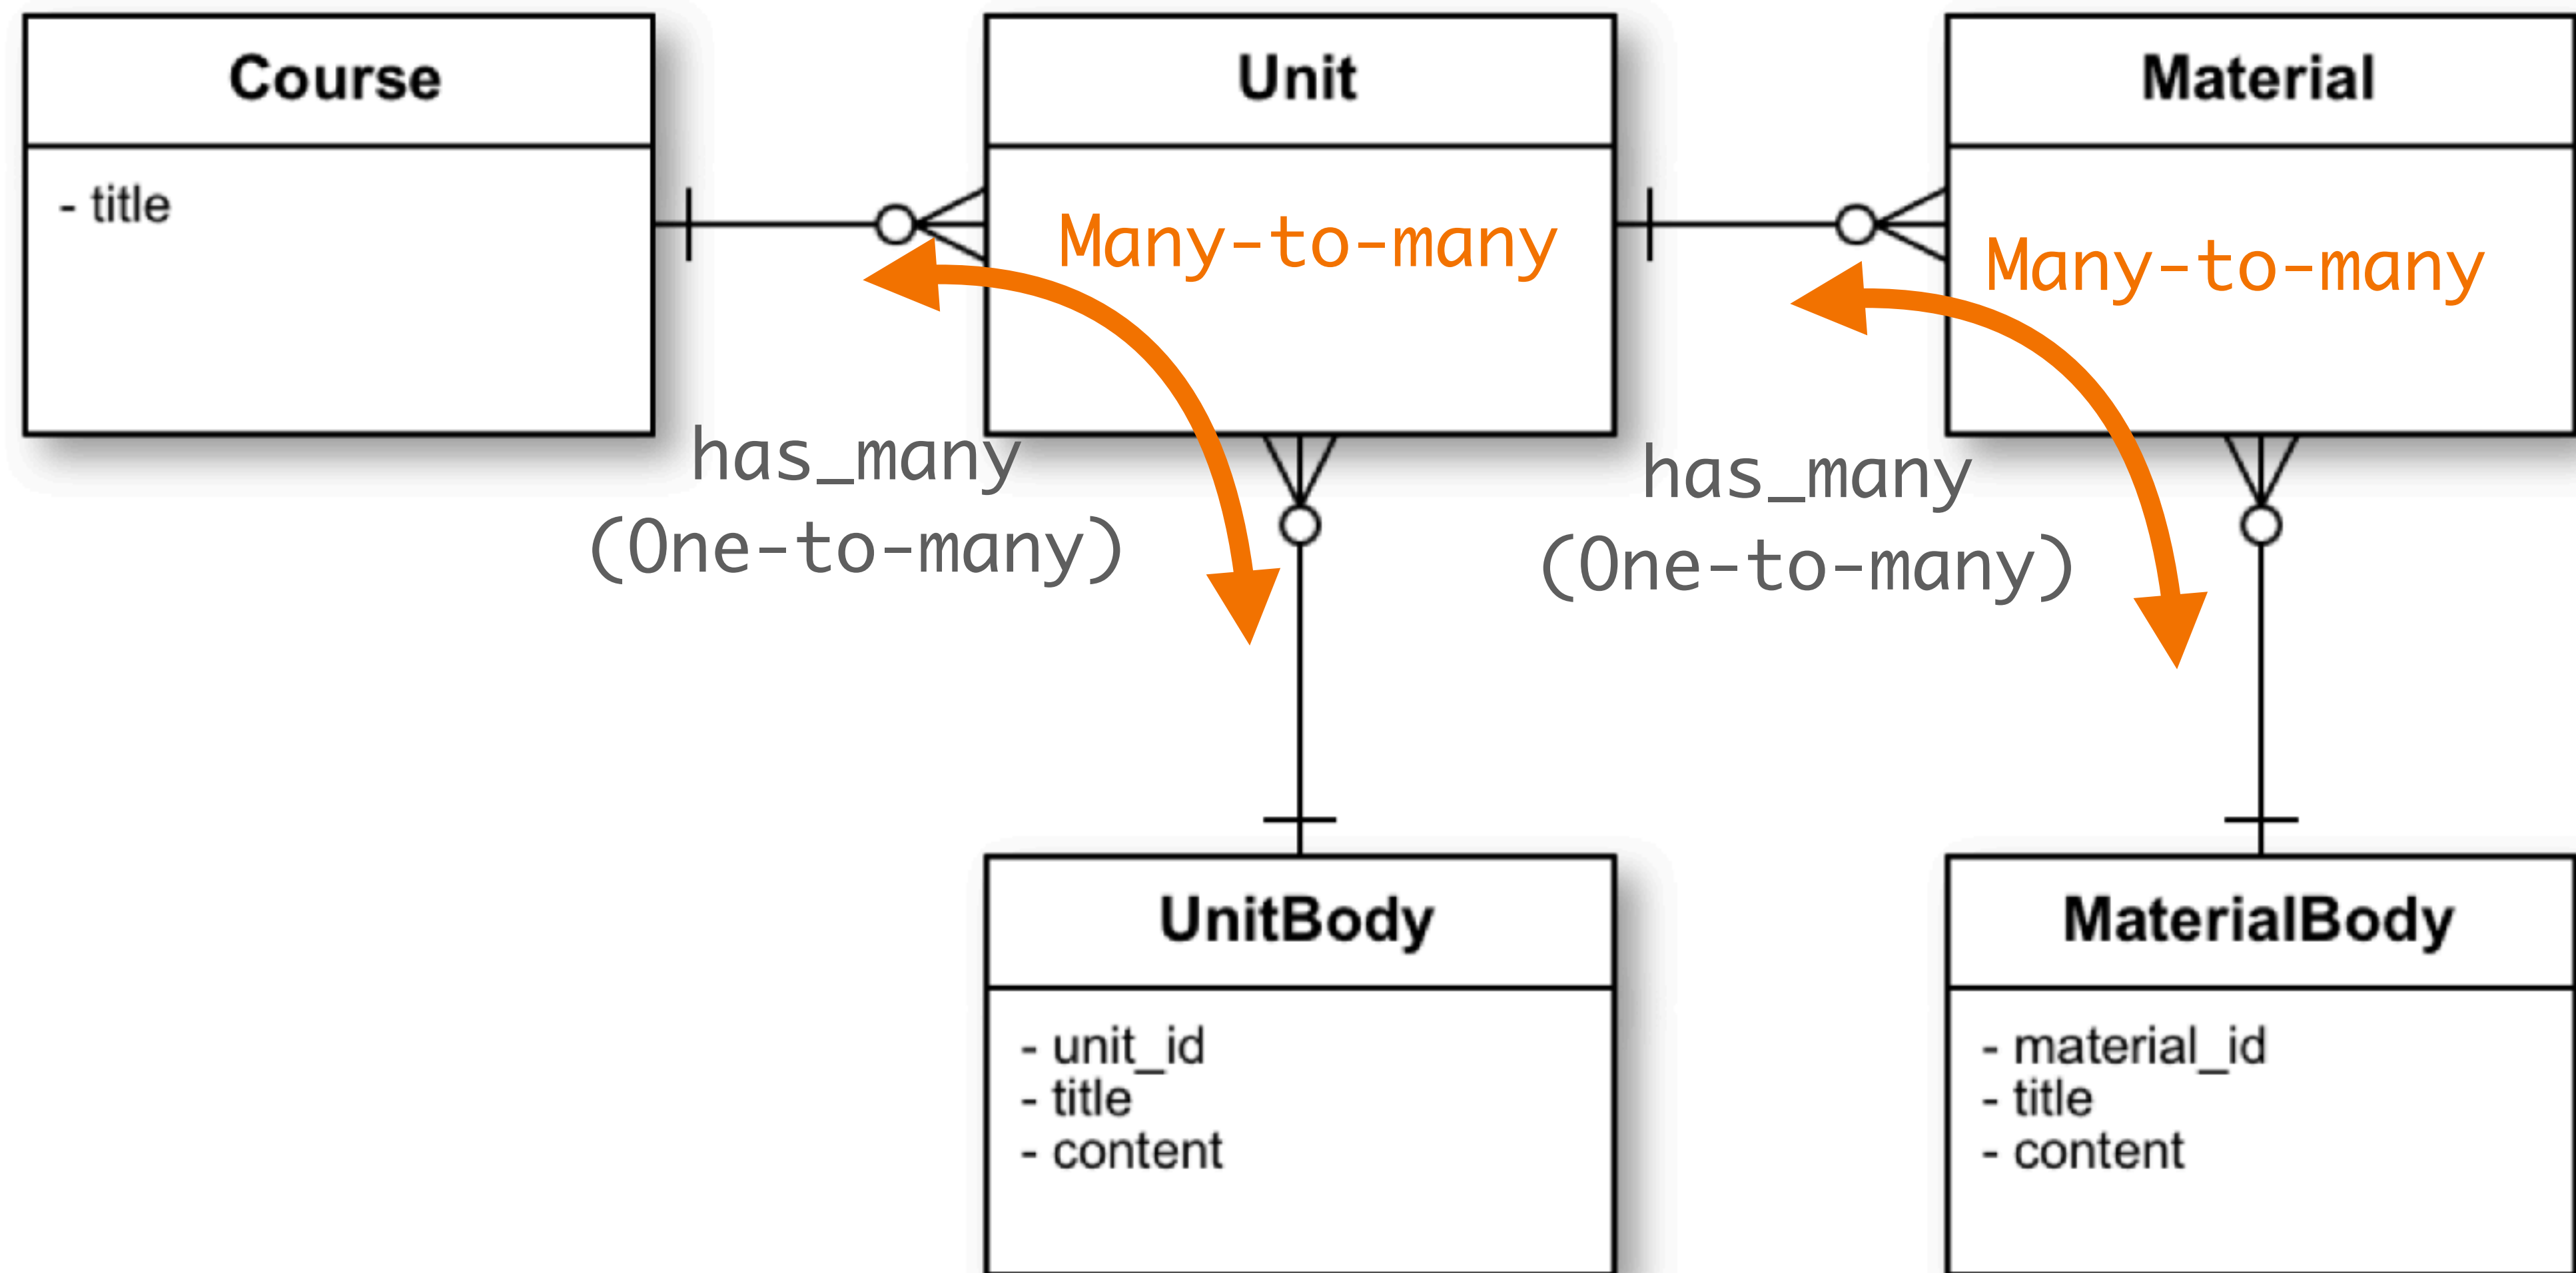 Course
- title
Unit
Many-to-many
Material
Many-to-many
has_many
(One-to-many)
has_many
(One-to-many)
UnitBody
- unit_id
- title
- content
MaterialBody
- material_id
- title
- content